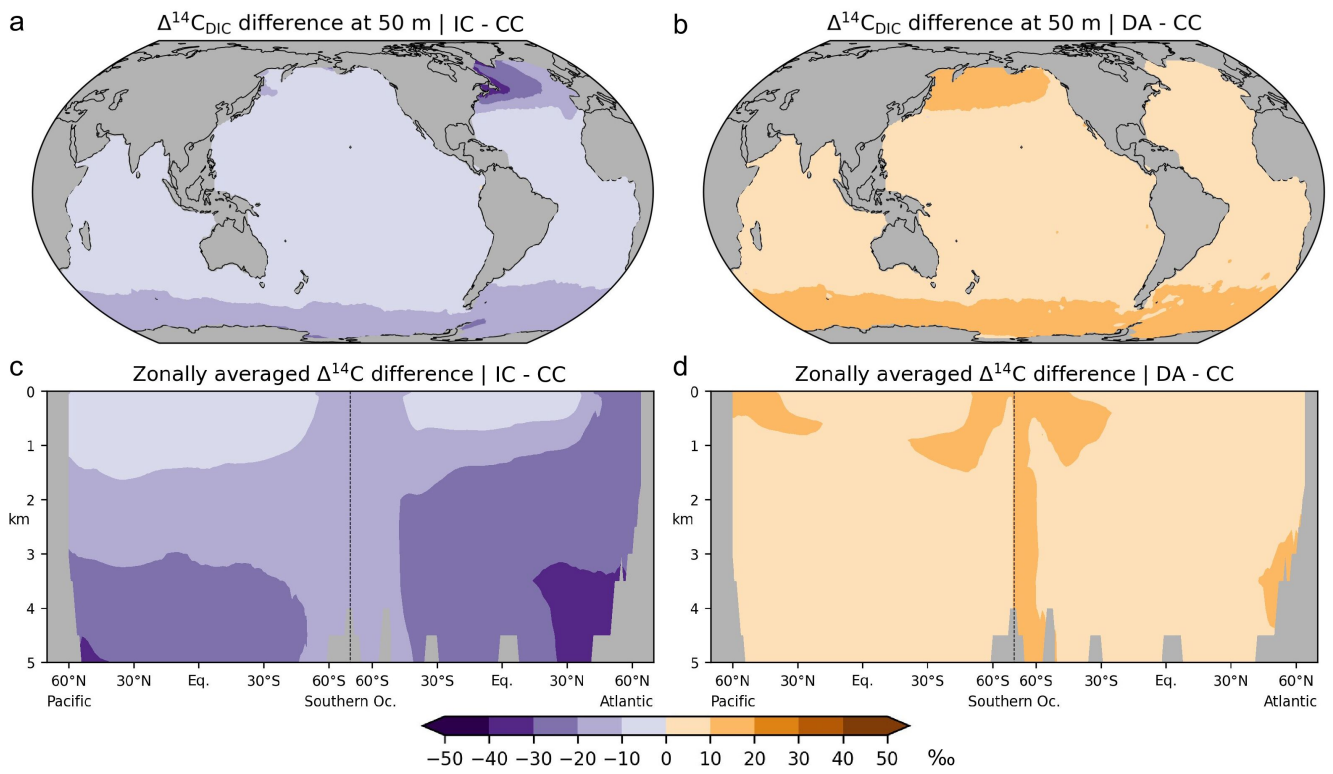 a
Δ¹⁴C_DIC difference at 50 m | IC - CC
b
Δ¹⁴C_DIC difference at 50 m | DA - CC
c
Zonally averaged Δ¹⁴C difference | IC - CC
d
Zonally averaged Δ¹⁴C difference | DA - CC
0
1
2
km
3
4
5
60°N 30°N Eq. 30°S 60°S 60°S 30°S Eq. 30°N 60°N
Pacific Southern Oc. Atlantic
0
1
2
km
3
4
5
60°N 30°N Eq. 30°S 60°S 60°S 30°S Eq. 30°N 60°N
Pacific Southern Oc. Atlantic
−50 −40 −30 −20 −10 0 10 20 30 40 50 ‰